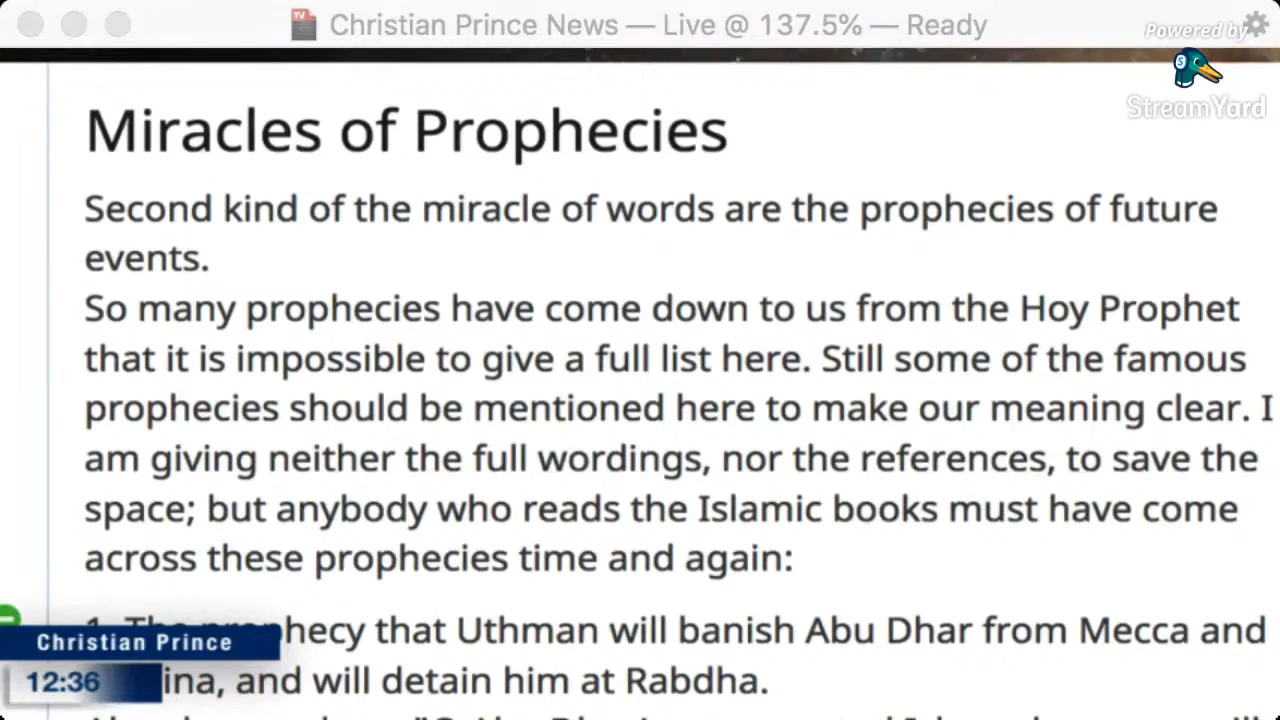 Christian Prince News — Live @ 137.5% — Ready
Powered by
StreamYard
Miracles of Prophecies
Second kind of the miracle of words are the prophecies of future
events.
So many prophecies have come down to us from the Hoy Prophet
that it is impossible to give a full list here. Still some of the famous
prophecies should be mentioned here to make our meaning clear. I
am giving neither the full wordings, nor the references, to save the
space; but anybody who reads the Islamic books must have come
across these prophecies time and again:
1. The prophecy that Uthman will banish Abu Dhar from Mecca and
ina, and will detain him at Rabdha.
Christian Prince
12:36